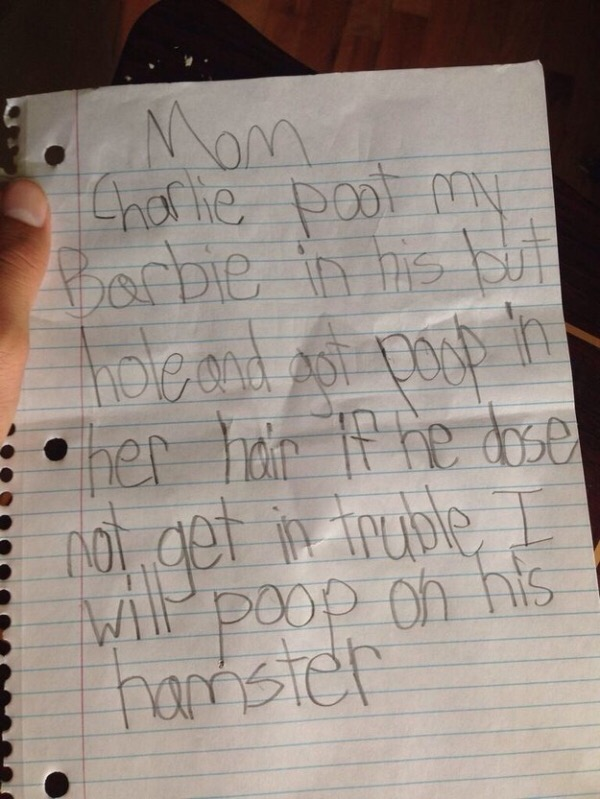 Mom
Charlie poot my
Barbie in his but
hole and got poop in
her hair if he dose
not get in truble I
will poop on his
hamster